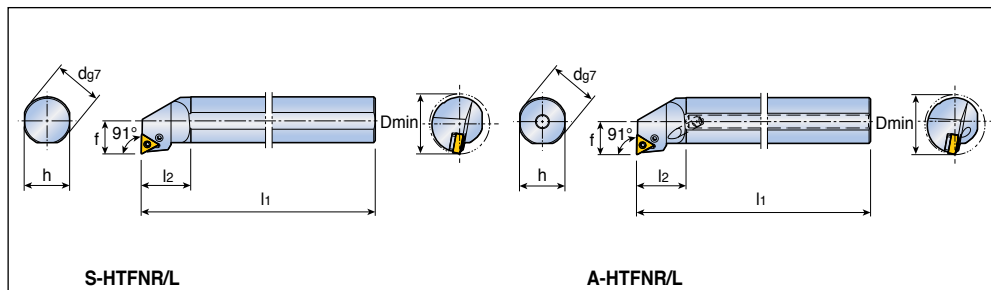 dg7
f
91°
h
l2
l1
Dmin
S-HTFNR/L
dg7
f
91°
h
l2
l1
Dmin
A-HTFNR/L